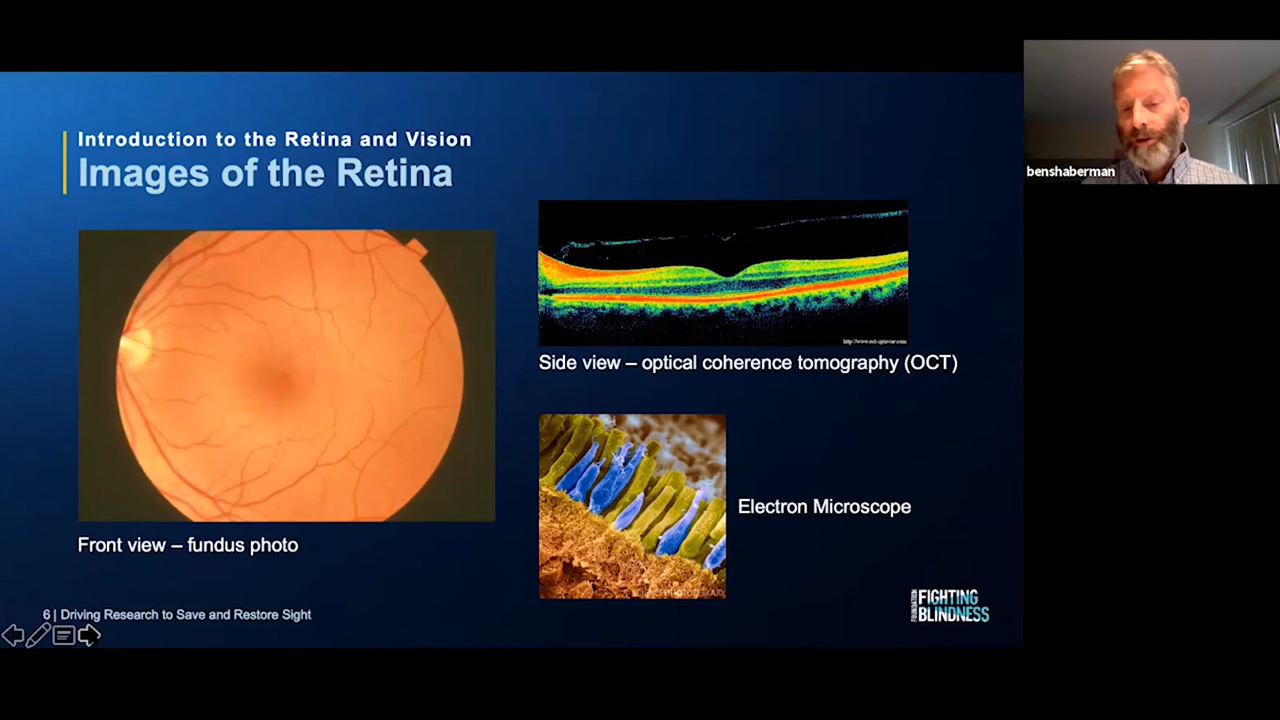 Introduction to the Retina and Vision
Images of the Retina
benshaberman
Side view – optical coherence tomography (OCT)
Electron Microscope
Front view – fundus photo
6 | Driving Research to Save and Restore Sight
FOUNDATION
FIGHTING
BLINDNESS